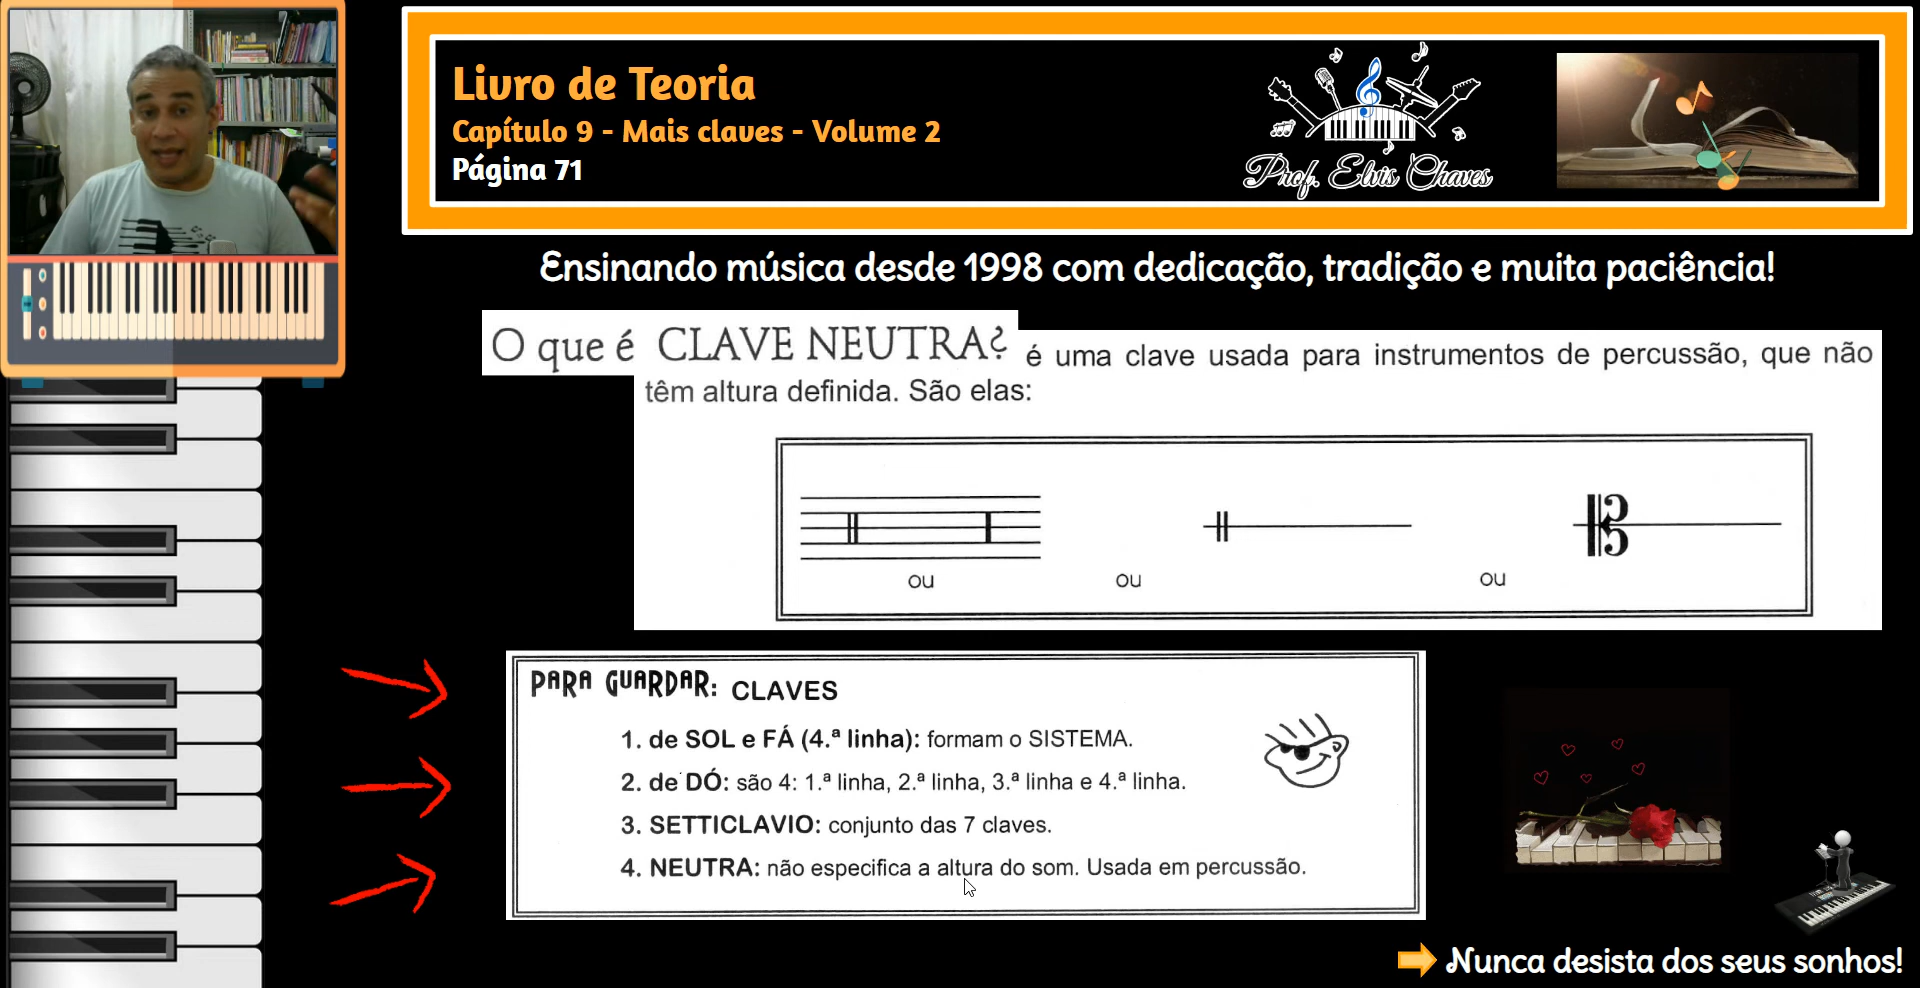 Livro de Teoria
Capítulo 9 - Mais claves - Volume 2
Página 71
Prof. Elvis Chaves
Ensinando música desde 1998 com dedicação, tradição e muita paciência!
O que é CLAVE NEUTRA? é uma clave usada para instrumentos de percussão, que não
têm altura definida. São elas:
ou ou ou
PARA GUARDAR: CLAVES
1. de SOL e FÁ (4.ª linha): formam o SISTEMA.
2. de DÓ: são 4: 1.ª linha, 2.ª linha, 3.ª linha e 4.ª linha.
3. SETTICLAVIO: conjunto das 7 claves.
4. NEUTRA: não especifica a altura do som. Usada em percussão.
Nunca desista dos seus sonhos!